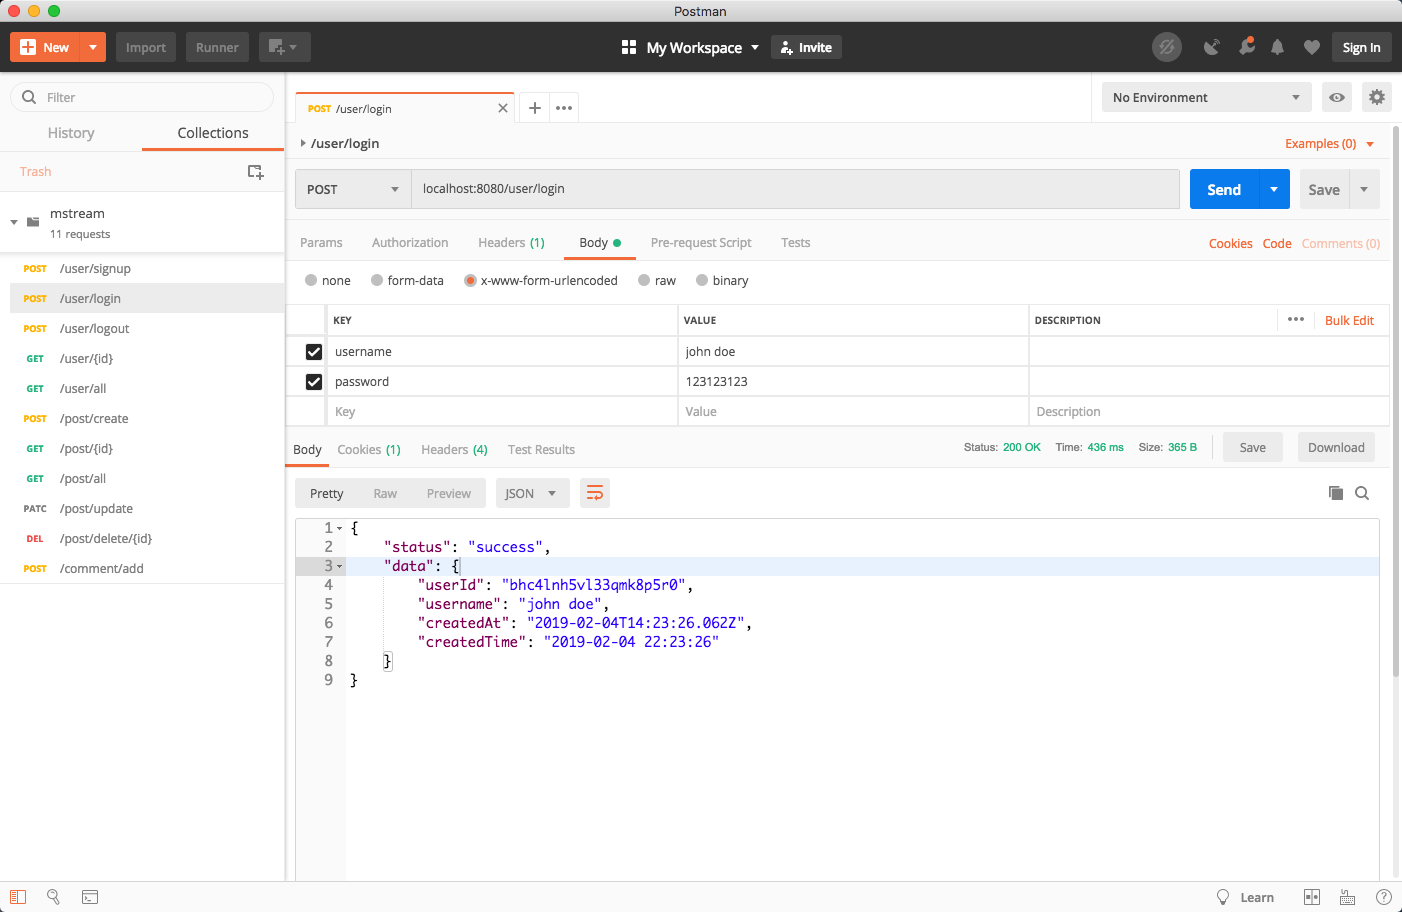 Postman
New
Import
Runner
My Workspace
Invite
Sign In
Filter
History
Collections
Trash
mstream
11 requests
POST /user/signup
POST /user/login
POST /user/logout
GET /user/{id}
GET /user/all
POST /post/create
GET /post/{id}
GET /post/all
PATC /post/update
DEL /post/delete/{id}
POST /comment/add
POST /user/login
No Environment
/user/login
Examples (0)
POST
localhost:8080/user/login
Send
Save
Params
Authorization
Headers (1)
Body
Pre-request Script
Tests
Cookies
Code
Comments (0)
none
form-data
x-www-form-urlencoded
raw
binary
KEY
VALUE
DESCRIPTION
Bulk Edit
username
john doe
password
123123123
Key
Value
Description
Body
Cookies (1)
Headers (4)
Test Results
Status: 200 OK
Time: 436 ms
Size: 365 B
Save
Download
Pretty
Raw
Preview
JSON
1 {
2 "status": "success",
3 "data": {
4 "userId": "bhc4lnh5vl33qmk8p5r0",
5 "username": "john doe",
6 "createdAt": "2019-02-04T14:23:26.062Z",
7 "createdTime": "2019-02-04 22:23:26"
8 }
9 }
Learn